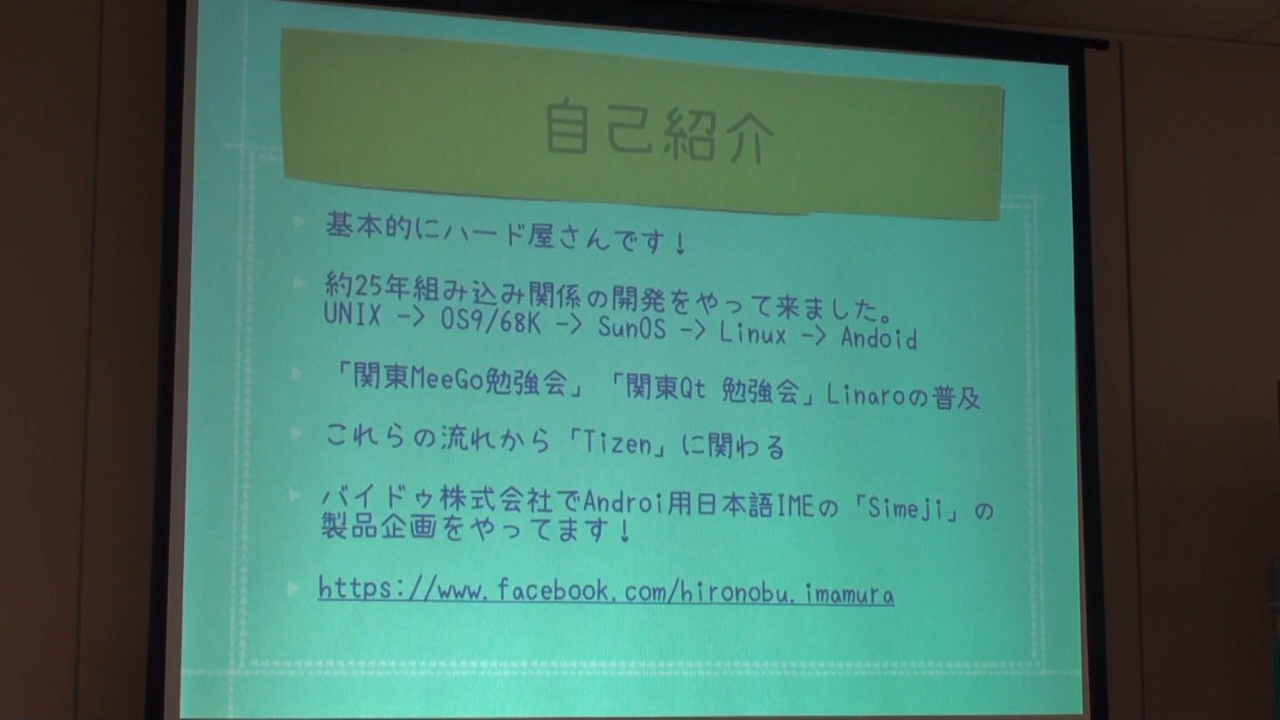 自己紹介
基本的にハード屋さんです！
約25年組み込み関係の開発をやって来ました。
UNIX -> OS9/68K -> SunOS -> Linux -> Andoid
「関東MeeGo勉強会」「関東Qt 勉強会」Linaroの普及
これらの流れから「Tizen」に関わる
バイドゥ株式会社でAndroi用日本語IMEの「Simeji」の
製品企画をやってます！
https://www.facebook.com/hironobu.imamura